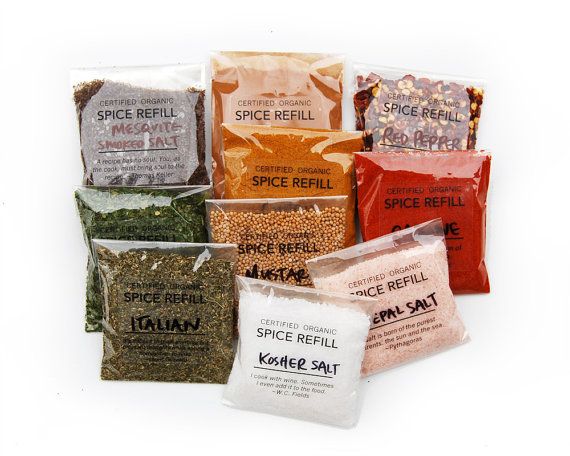 CERTIFIED ORGANIC
SPICE REFILL
MESQUITE
SMOKED SALT
A recipe has no soul. You, as
the cook, must bring soul to the
recipe. ~Thomas Keller
CERTIFIED ORGANIC
SPICE REFILL
CERTIFIED ORGANIC
SPICE REFILL
RED PEPPER
CERTIFIED ORGANIC
SPICE REFILL
CERTIFIED ORGANIC
SPICE REFILL
CERTIFIED ORGANIC
SPICE REFILL
CERTIFIED ORGANIC
SPICE REFILL
MUSTAR
CERTIFIED ORGANIC
SPICE REFILL
ITALIAN
CERTIFIED ORGANIC
SPICE REFILL
EPAL SALT
Salt is born of the purest
parents, the sun and the sea.
~Pythagoras
CERTIFIED ORGANIC
SPICE REFILL
KOSHER SALT
I cook with wine. Sometimes
I even add it to the food.
~W.C. Fields